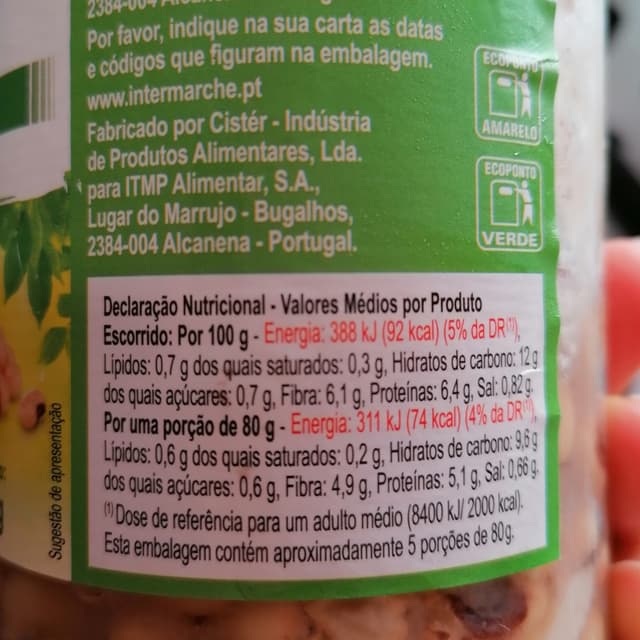 2384-004 Alcanena
Por favor, indique na sua carta as datas
e códigos que figuram na embalagem.
www.intermarche.pt
Fabricado por Cistér - Indústria
de Produtos Alimentares, Lda.
para ITMP Alimentar, S.A.,
Lugar do Marrujo - Bugalhos,
2384-004 Alcanena - Portugal.
ECOPONTO
AMARELO
ECOPONTO
VERDE
Declaração Nutricional - Valores Médios por Produto
Escorrido: Por 100 g - Energia: 388 kJ (92 kcal) (5% da DR⁽¹⁾),
Lípidos: 0,7 g dos quais saturados: 0,3 g, Hidratos de carbono: 12 g
dos quais açúcares: 0,7 g, Fibra: 6,1 g, Proteínas: 6,4 g, Sal: 0,82 g.
Por uma porção de 80 g - Energia: 311 kJ (74 kcal) (4% da DR⁽¹⁾),
Lípidos: 0,6 g dos quais saturados: 0,2 g, Hidratos de carbono: 9,6 g
dos quais açúcares: 0,6 g, Fibra: 4,9 g, Proteínas: 5,1 g, Sal: 0,66 g.
⁽¹⁾Dose de referência para um adulto médio (8400 kJ/ 2000 kcal).
Esta embalagem contém aproximadamente 5 porções de 80g.
Sugestão de apresentação